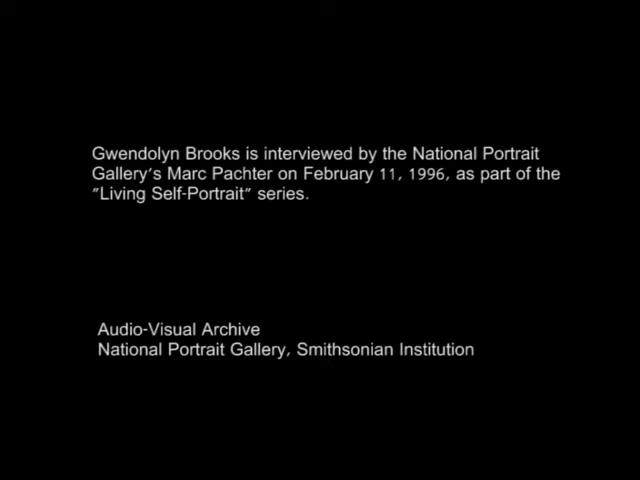 Gwendolyn Brooks is interviewed by the National Portrait
Gallery's Marc Pachter on February 11, 1996, as part of the
"Living Self-Portrait" series.
Audio-Visual Archive
National Portrait Gallery, Smithsonian Institution